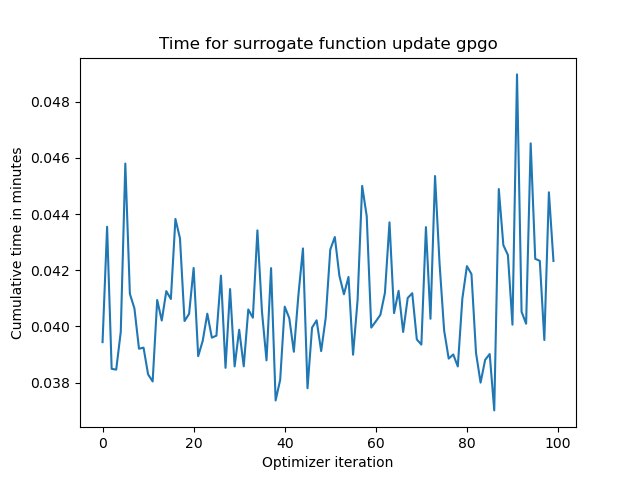 Time for surrogate function update gpgo
0.048
0.046
0.044
0.042
0.040
0.038
Cumulative time in minutes
0 20 40 60 80 100
Optimizer iteration